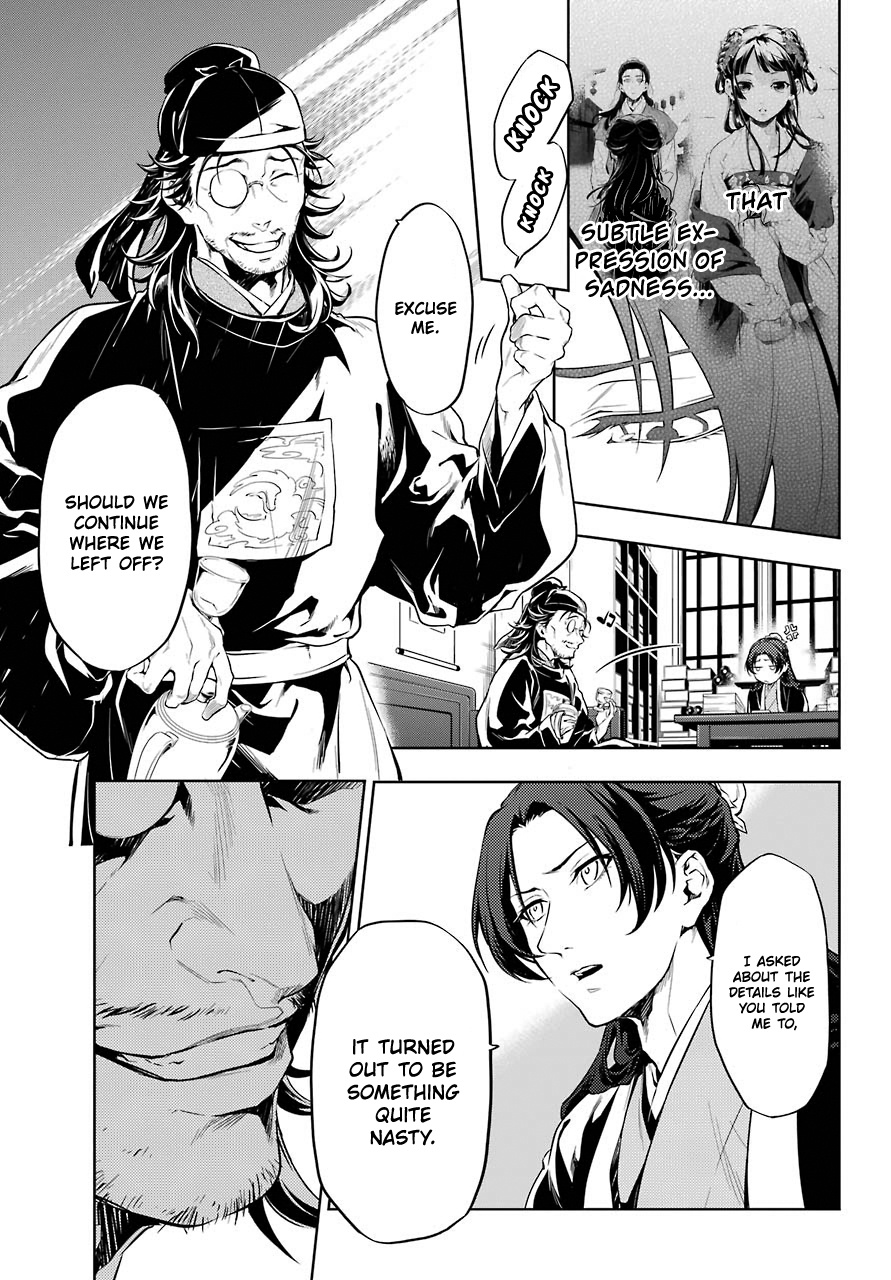 THAT
SUBTLE EX-
PRESSION OF
SADNESS...
KNOCK
KNOCK
EXCUSE
ME.
SHOULD WE
CONTINUE
WHERE WE
LEFT OFF?
I ASKED
ABOUT THE
DETAILS LIKE
YOU TOLD
ME TO,
IT TURNED
OUT TO BE
SOMETHING
QUITE
NASTY.